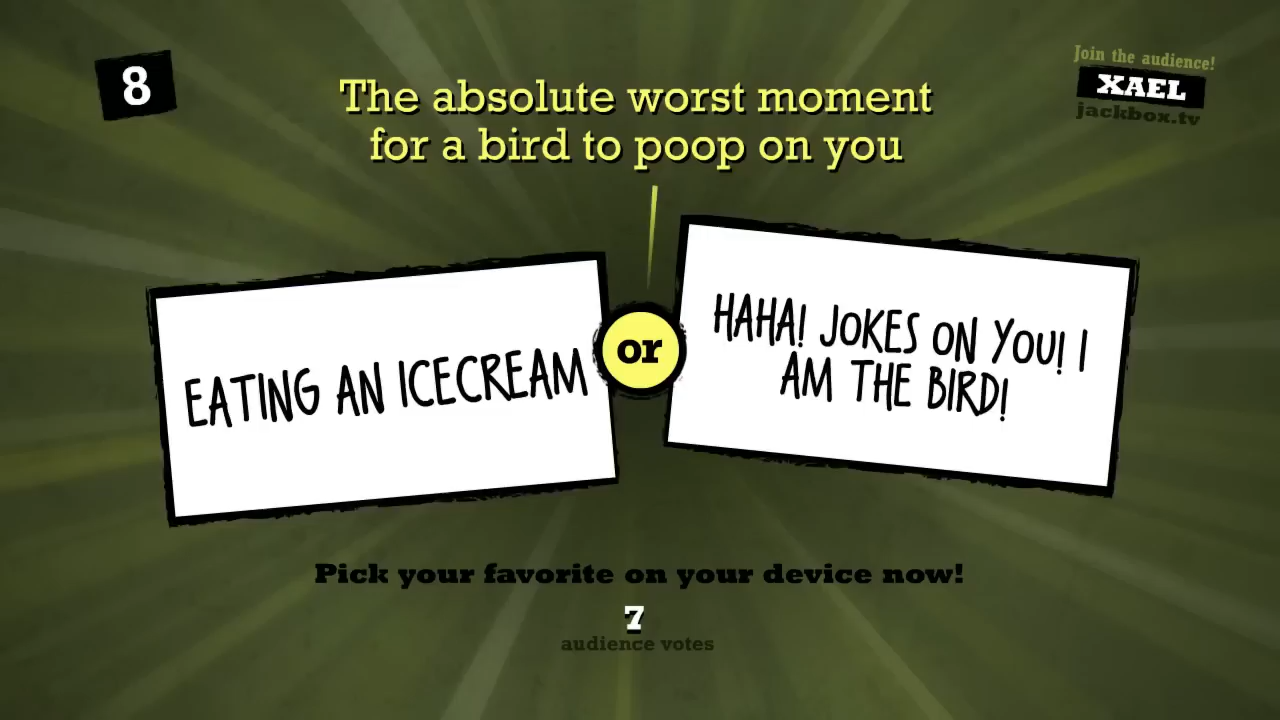 8
The absolute worst moment
for a bird to poop on you
Join the audience!
XAEL
jackbox.tv
EATING AN ICECREAM
or
HAHA! JOKES ON YOU! I
AM THE BIRD!
Pick your favorite on your device now!
7
audience votes